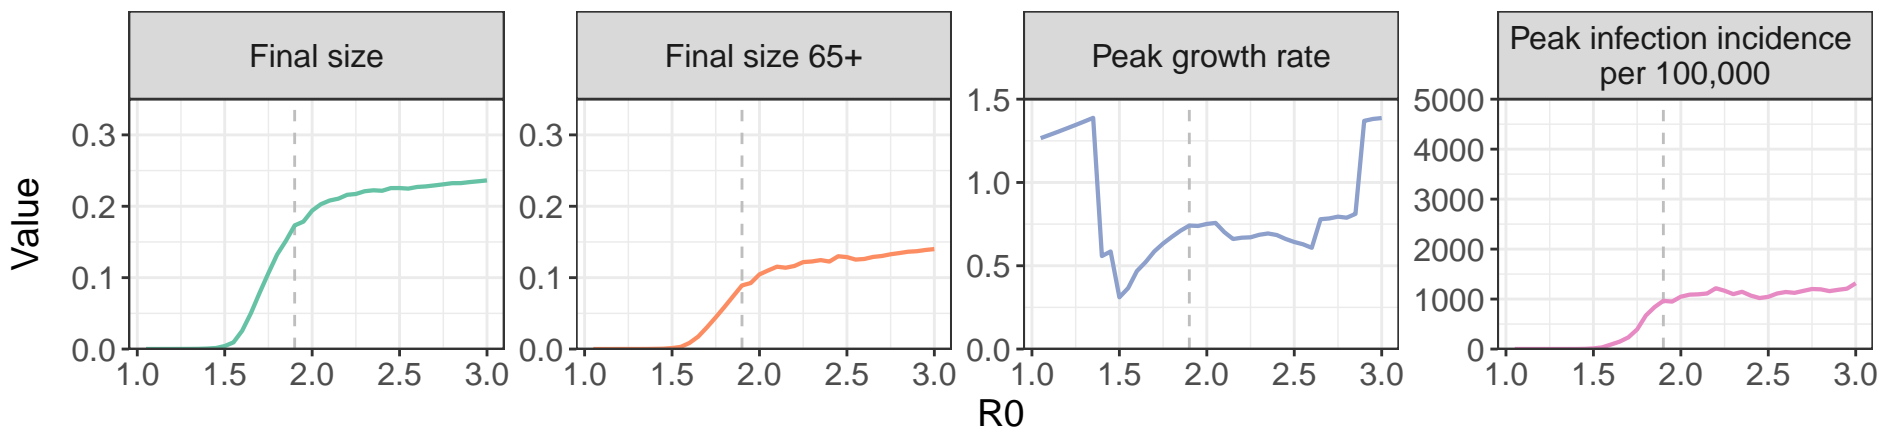 Final size
Final size 65+
Peak growth rate
Peak infection incidence
per 100,000
Value
0.3
0.2
0.1
0.0
1.0 1.5 2.0 2.5 3.0
0.3
0.2
0.1
0.0
1.0 1.5 2.0 2.5 3.0
1.5
1.0
0.5
0.0
1.0 1.5 2.0 2.5 3.0
5000
4000
3000
2000
1000
0
1.0 1.5 2.0 2.5 3.0
R0